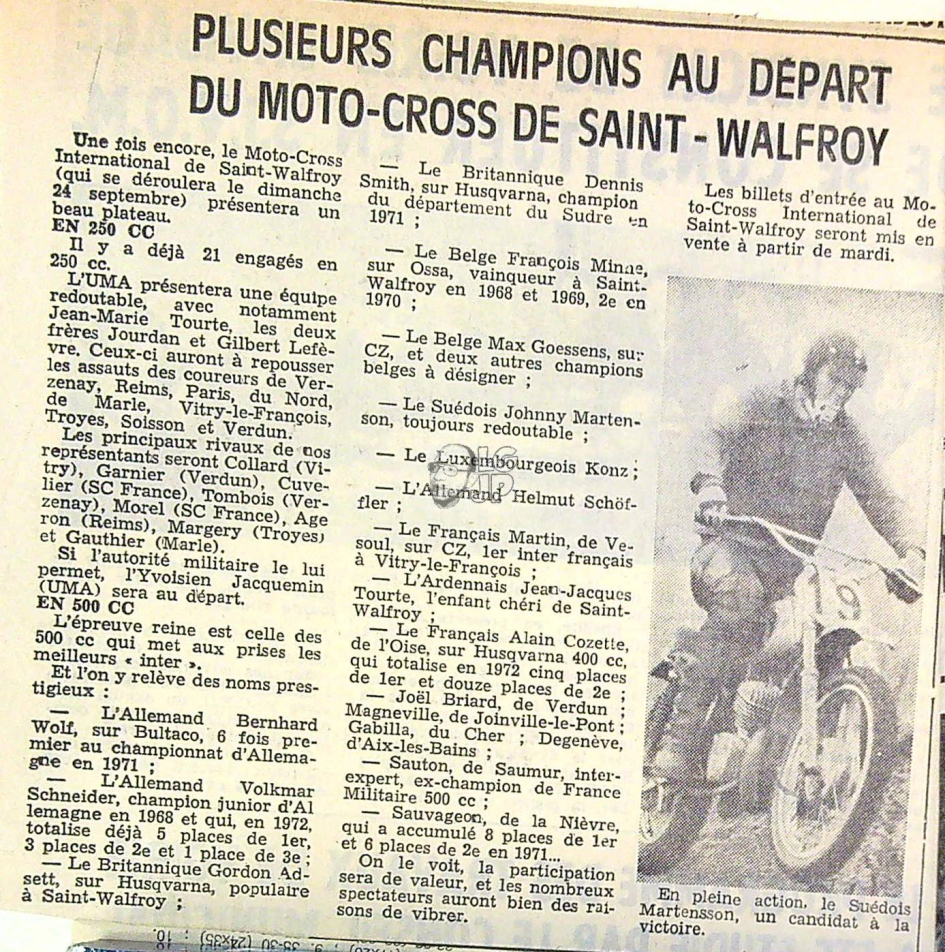 PLUSIEURS CHAMPIONS AU DÉPART
DU MOTO-CROSS DE SAINT-WALFROY
Une fois encore, le Moto-Cross
International de Saint-Walfroy
(qui se déroulera le dimanche
24 septembre) présentera un
beau plateau.
EN 250 CC
Il y a déjà 21 engagés en
250 cc.
L'UMA présentera une équipe
redoutable, avec notamment
Jean-Marie Tourte, les deux
frères Jourdan et Gilbert Lefè-
vre. Ceux-ci auront à repousser
les assauts des coureurs de Ver-
zenay, Reims, Paris, du Nord,
de Marle, Vitry-le-François,
Troyes, Soisson et Verdun.
Les principaux rivaux de nos
représentants seront Collard (Vi-
try), Garnier (Verdun), Cuve-
lier (SC France), Tombois (Ver-
zenay), Morel (SC France), Age
ron (Reims), Margery (Troyes)
et Gauthier (Marle).
Si l'autorité militaire le lui
permet, l'Yvoisien Jacquemin
(UMA) sera au départ.
EN 500 CC
L'épreuve reine est celle des
500 cc qui met aux prises les
meilleurs « inter ».
Et l'on y relève des noms pres-
tigieux :
— L'Allemand Bernhard
Wolf, sur Bultaco, 6 fois pre-
mier au championnat d'Allema-
gne en 1971 ;
— L'Allemand Volkmar
Schneider, champion junior d'Al
lemagne en 1968 et qui, en 1972,
totalise déjà 5 places de 1er,
3 places de 2e et 1 place de 3e ;
— Le Britannique Gordon Ad-
sett, sur Husqvarna, populaire
à Saint-Walfroy ;
— Le Britannique Dennis
Smith, sur Husqvarna, champion
du département du Sudre en
1971 ;
— Le Belge François Minne,
sur Ossa, vainqueur à Saint-
Walfroy en 1968 et 1969, 2e en
1970 ;
— Le Belge Max Goessens, sur
CZ, et deux autres champions
belges à désigner ;
— Le Suédois Johnny Marten-
son, toujours redoutable ;
— Le Luxembourgeois Konz ;
— L'Allemand Helmut Schöf-
fler ;
— Le Français Martin, de Ve-
soul, sur CZ, 1er inter français
à Vitry-le-François ;
— L'Ardennais Jean-Jacques
Tourte, l'enfant chéri de Saint-
Walfroy ;
— Le Français Alain Cozette,
de l'Oise, sur Husqvarna 400 cc,
qui totalise en 1972 cinq places
de 1er et douze places de 2e ;
— Joël Briard, de Verdun ;
Magneville, de Joinville-le-Pont ;
Gabilla, du Cher ; Degenève,
d'Aix-les-Bains ;
— Sauton, de Saumur, inter-
expert, ex-champion de France
Militaire 500 cc ;
— Sauvageon, de la Nièvre,
qui a accumulé 8 places de 1er
et 6 places de 2e en 1971...
On le voit, la participation
sera de valeur, et les nombreux
spectateurs auront bien des rai-
sons de vibrer.
Les billets d'entrée au Mo-
to-Cross International de
Saint-Walfroy seront mis en
vente à partir de mardi.
9
En pleine action, le Suédois
Martensson, un candidat à la
victoire.